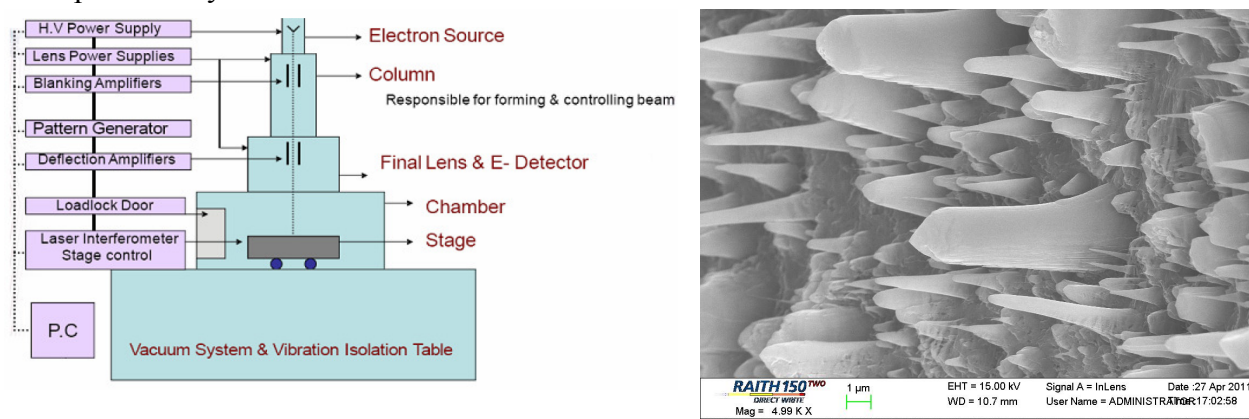 H.V Power Supply
Electron Source
Lens Power Supplies
Column
Blanking Amplifiers
Responsible for forming & controlling beam
Pattern Generator
Deflection Amplifiers
Final Lens & E- Detector
Loadlock Door
Chamber
Laser Interferometer
Stage control
Stage
P.C
Vacuum System & Vibration Isolation Table
RAITH150TWO
DIRECT WRITE
Mag = 4.99 K X
1 µm
EHT = 15.00 kV
WD = 10.7 mm
Signal A = InLens
User Name = ADMINISTRATOR
Date :27 Apr 2011
Time :17:02:58